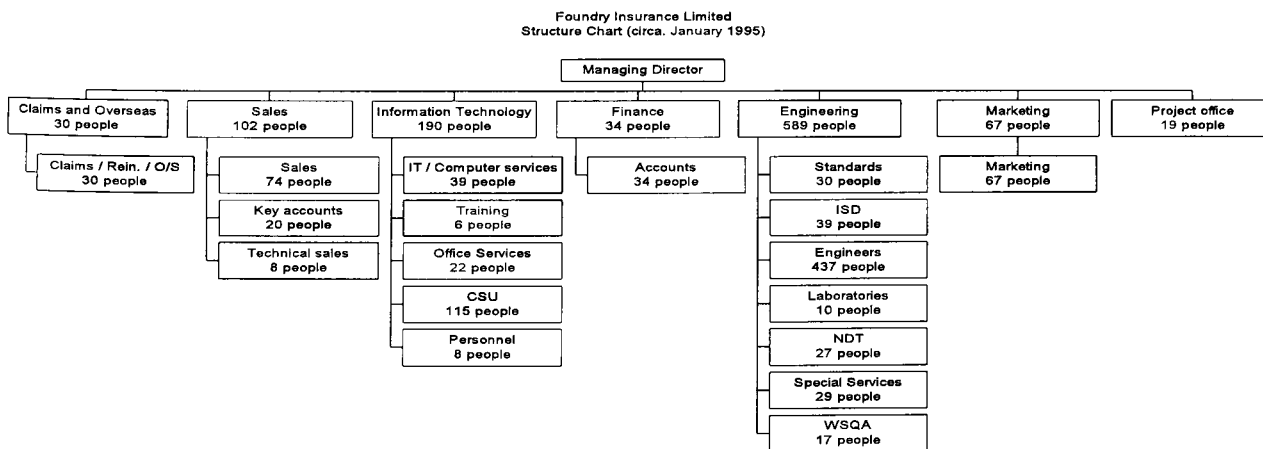 Foundry Insurance Limited
Structure Chart (circa. January 1995)
Managing Director
Claims and Overseas
30 people
Sales
102 people
Information Technology
190 people
Finance
34 people
Engineering
589 people
Marketing
67 people
Project office
19 people
Claims / Rein. / O/S
30 people
Sales
74 people
Key accounts
20 people
Technical sales
8 people
IT / Computer services
39 people
Training
6 people
Office Services
22 people
CSU
115 people
Personnel
8 people
Accounts
34 people
Standards
30 people
ISD
39 people
Engineers
437 people
Laboratories
10 people
NDT
27 people
Special Services
29 people
WSQA
17 people
Marketing
67 people